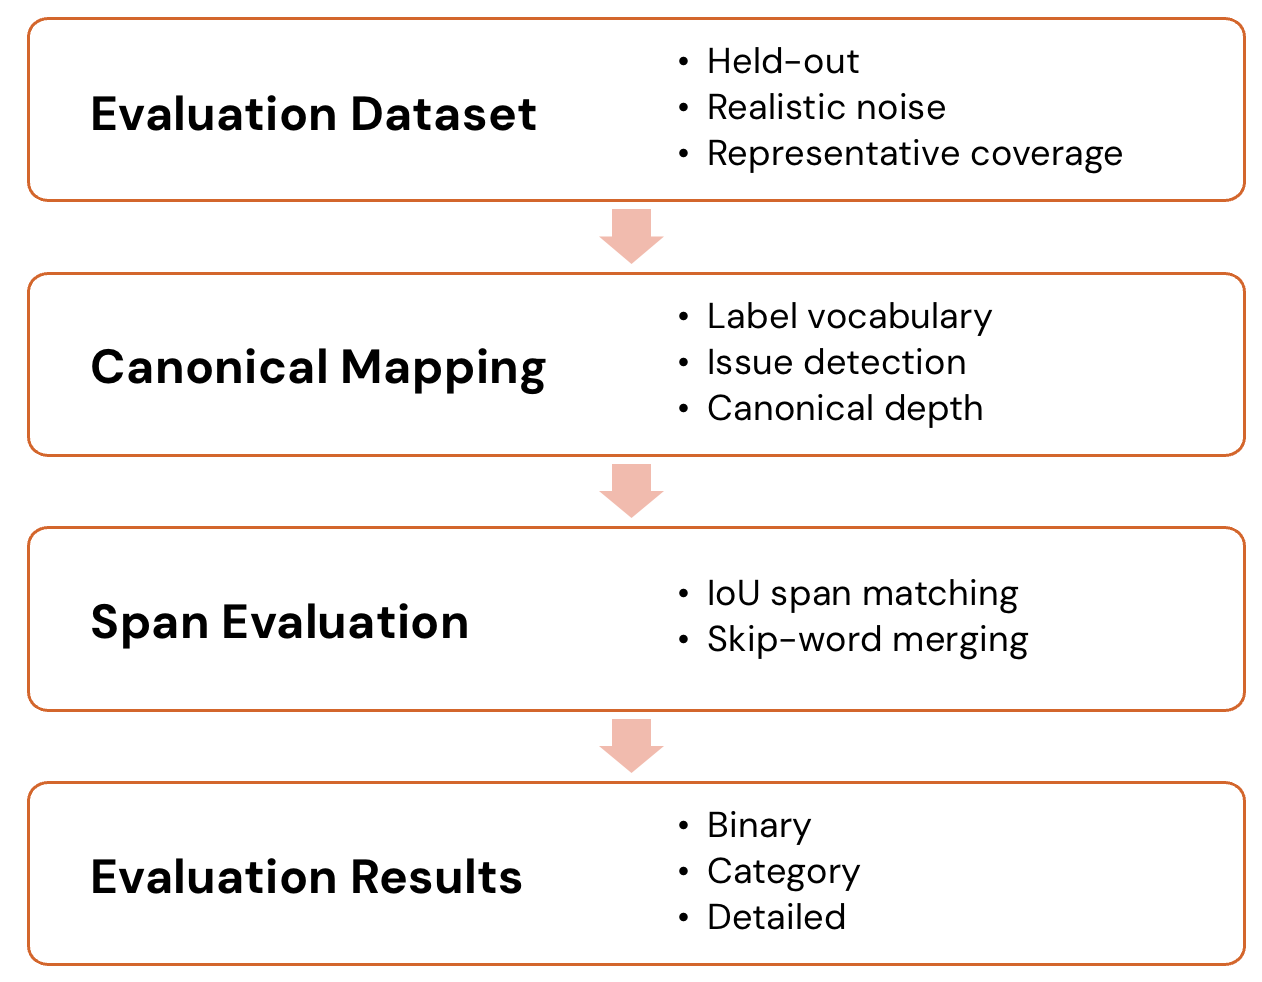 Evaluation Dataset
• Held-out
• Realistic noise
• Representative coverage
Canonical Mapping
• Label vocabulary
• Issue detection
• Canonical depth
Span Evaluation
• IoU span matching
• Skip-word merging
Evaluation Results
• Binary
• Category
• Detailed